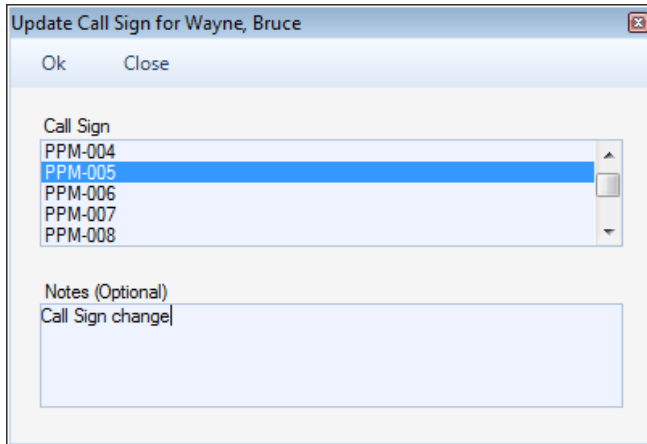 Update Call Sign for Wayne, Bruce
Ok Close
Call Sign
PPM-004
PPM-005
PPM-006
PPM-007
PPM-008
Notes (Optional)
Call Sign change